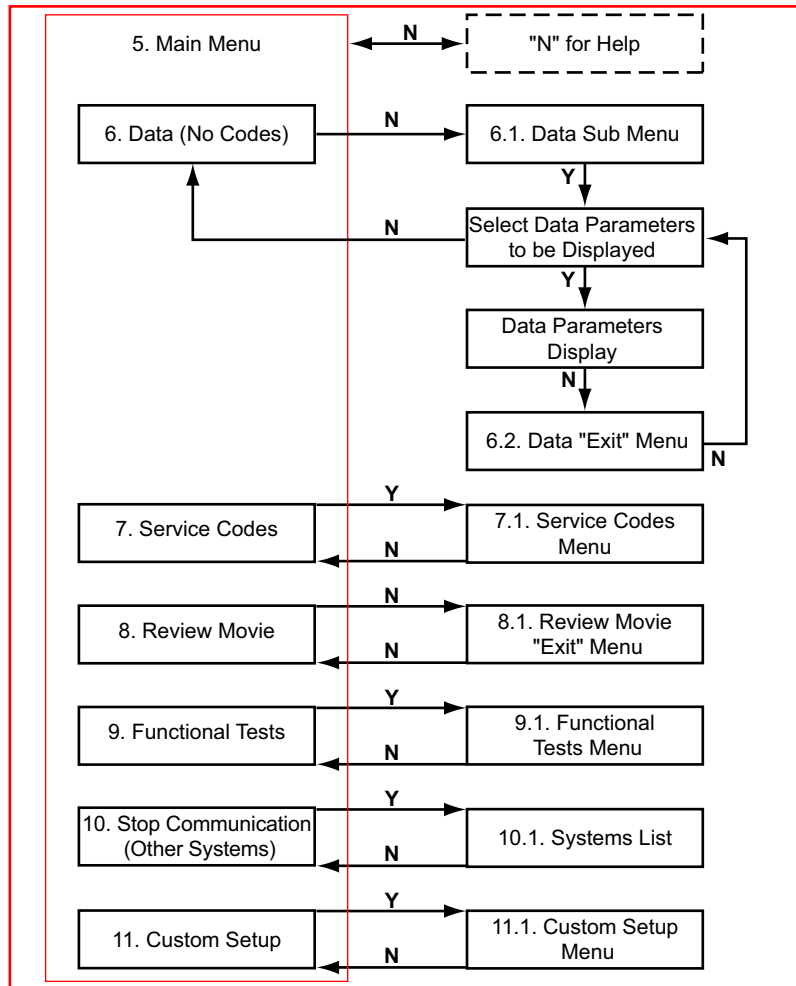 5. Main Menu
N
"N" for Help
6. Data (No Codes)
N
6.1. Data Sub Menu
Y
N
Select Data Parameters
to be Displayed
Y
Data Parameters
Display
N
6.2. Data "Exit" Menu
N
Y
7. Service Codes
7.1. Service Codes
Menu
N
N
8. Review Movie
8.1. Review Movie
"Exit" Menu
N
Y
9. Functional Tests
9.1. Functional
Tests Menu
N
Y
10. Stop Communication
(Other Systems)
10.1. Systems List
N
Y
11. Custom Setup
11.1. Custom Setup
Menu
N